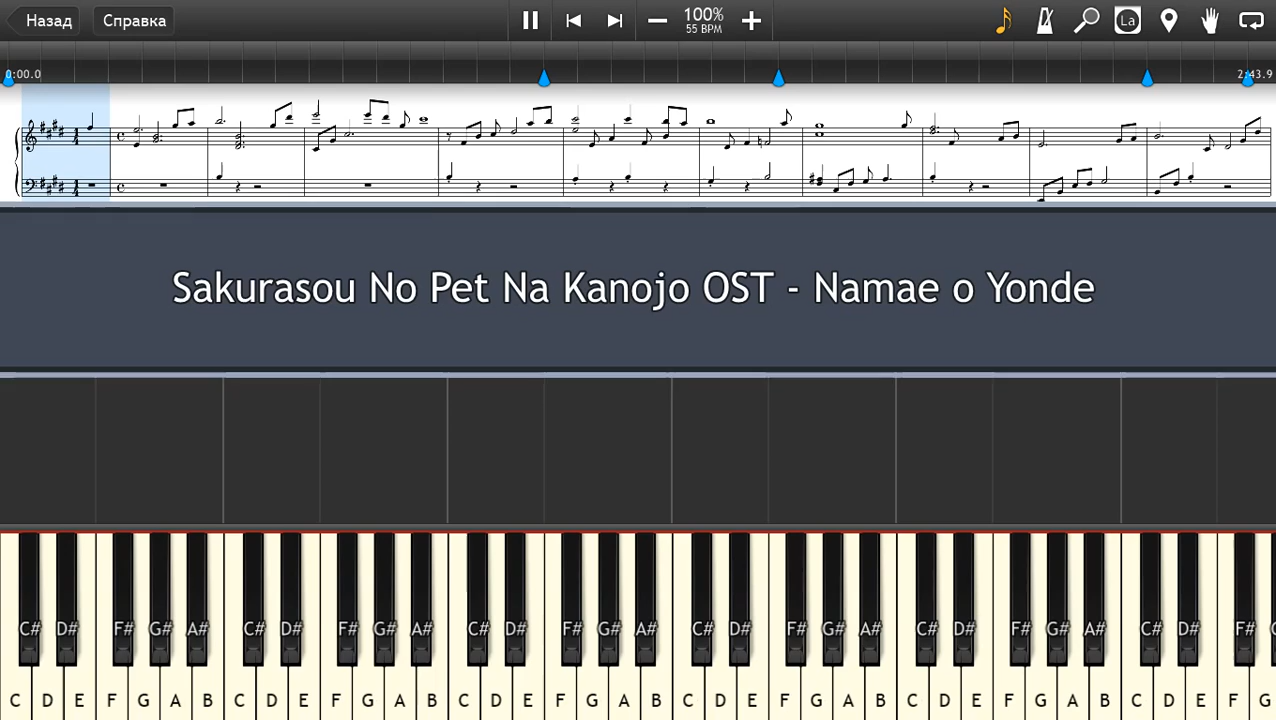 Назад Справка 100% La
55 BPM
0:00.0 2:43.9
Sakurasou No Pet Na Kanojo OST - Namae o Yonde
C# D# F# G# A# C# D# F# G# A# C# D# F# G# A# C# D# F# G# A# C# D# F# G# A# C# D# F#
C D E F G A B C D E F G A B C D E F G A B C D E F G A B C D E F G A B C D E F G